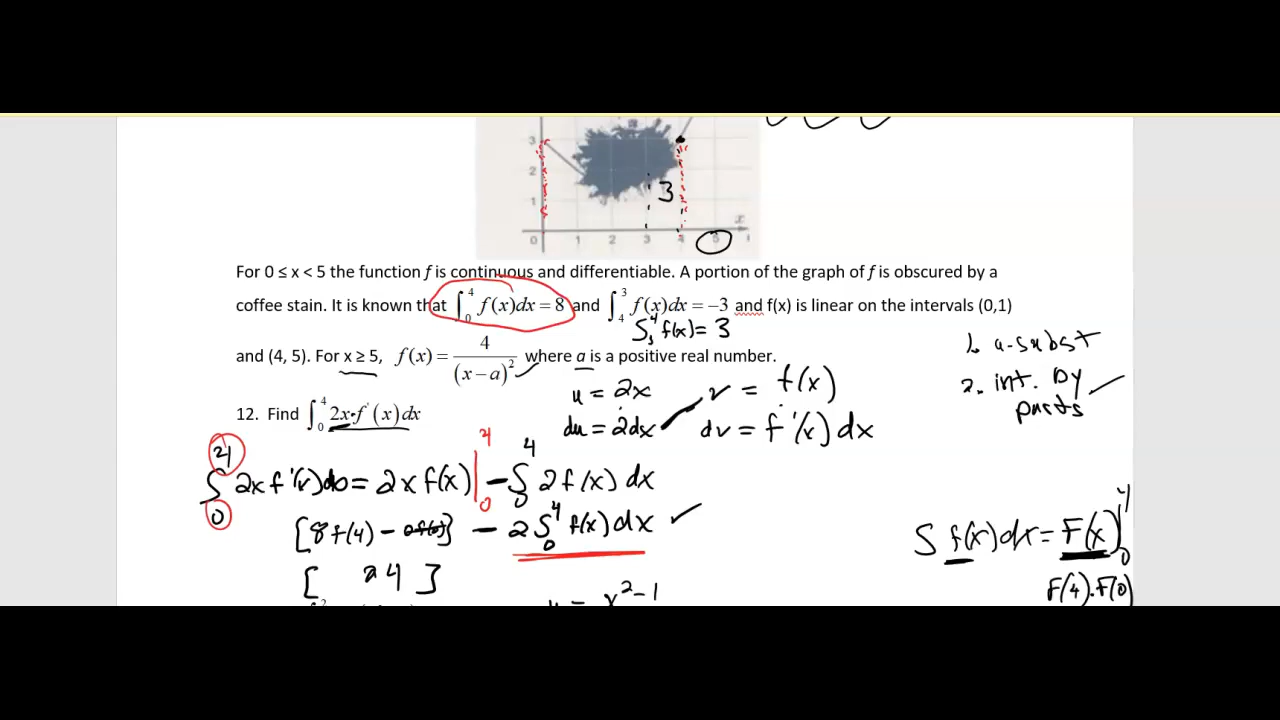 3
2
1
3
x
0 1 2 3 4 5
For 0 ≤ x < 5 the function f is continuous and differentiable. A portion of the graph of f is obscured by a
coffee stain. It is known that ∫₀⁴ f(x)dx = 8 and ∫₄³ f(x)dx = −3 and f(x) is linear on the intervals (0,1)
∫₃⁴ f(x) = 3
and (4, 5). For x ≥ 5, f(x) = 4/(x−a)² where a is a positive real number.
1. u-subst
2. int. by parts
u = 2x v = f(x)
du = 2dx dv = f'(x) dx
12. Find ∫₀⁴ 2x·f'(x)dx
∫₀⁴ 2x f'(x)dx = 2x f(x) |₀⁴ − ∫₀⁴ 2 f(x) dx
[8f(4) − 0f(0)] − 2∫₀⁴ f(x) dx
∫ f(x)dx = F(x)|₀⁴
[ 24 ]
F(4).F(0)
u = x²−1